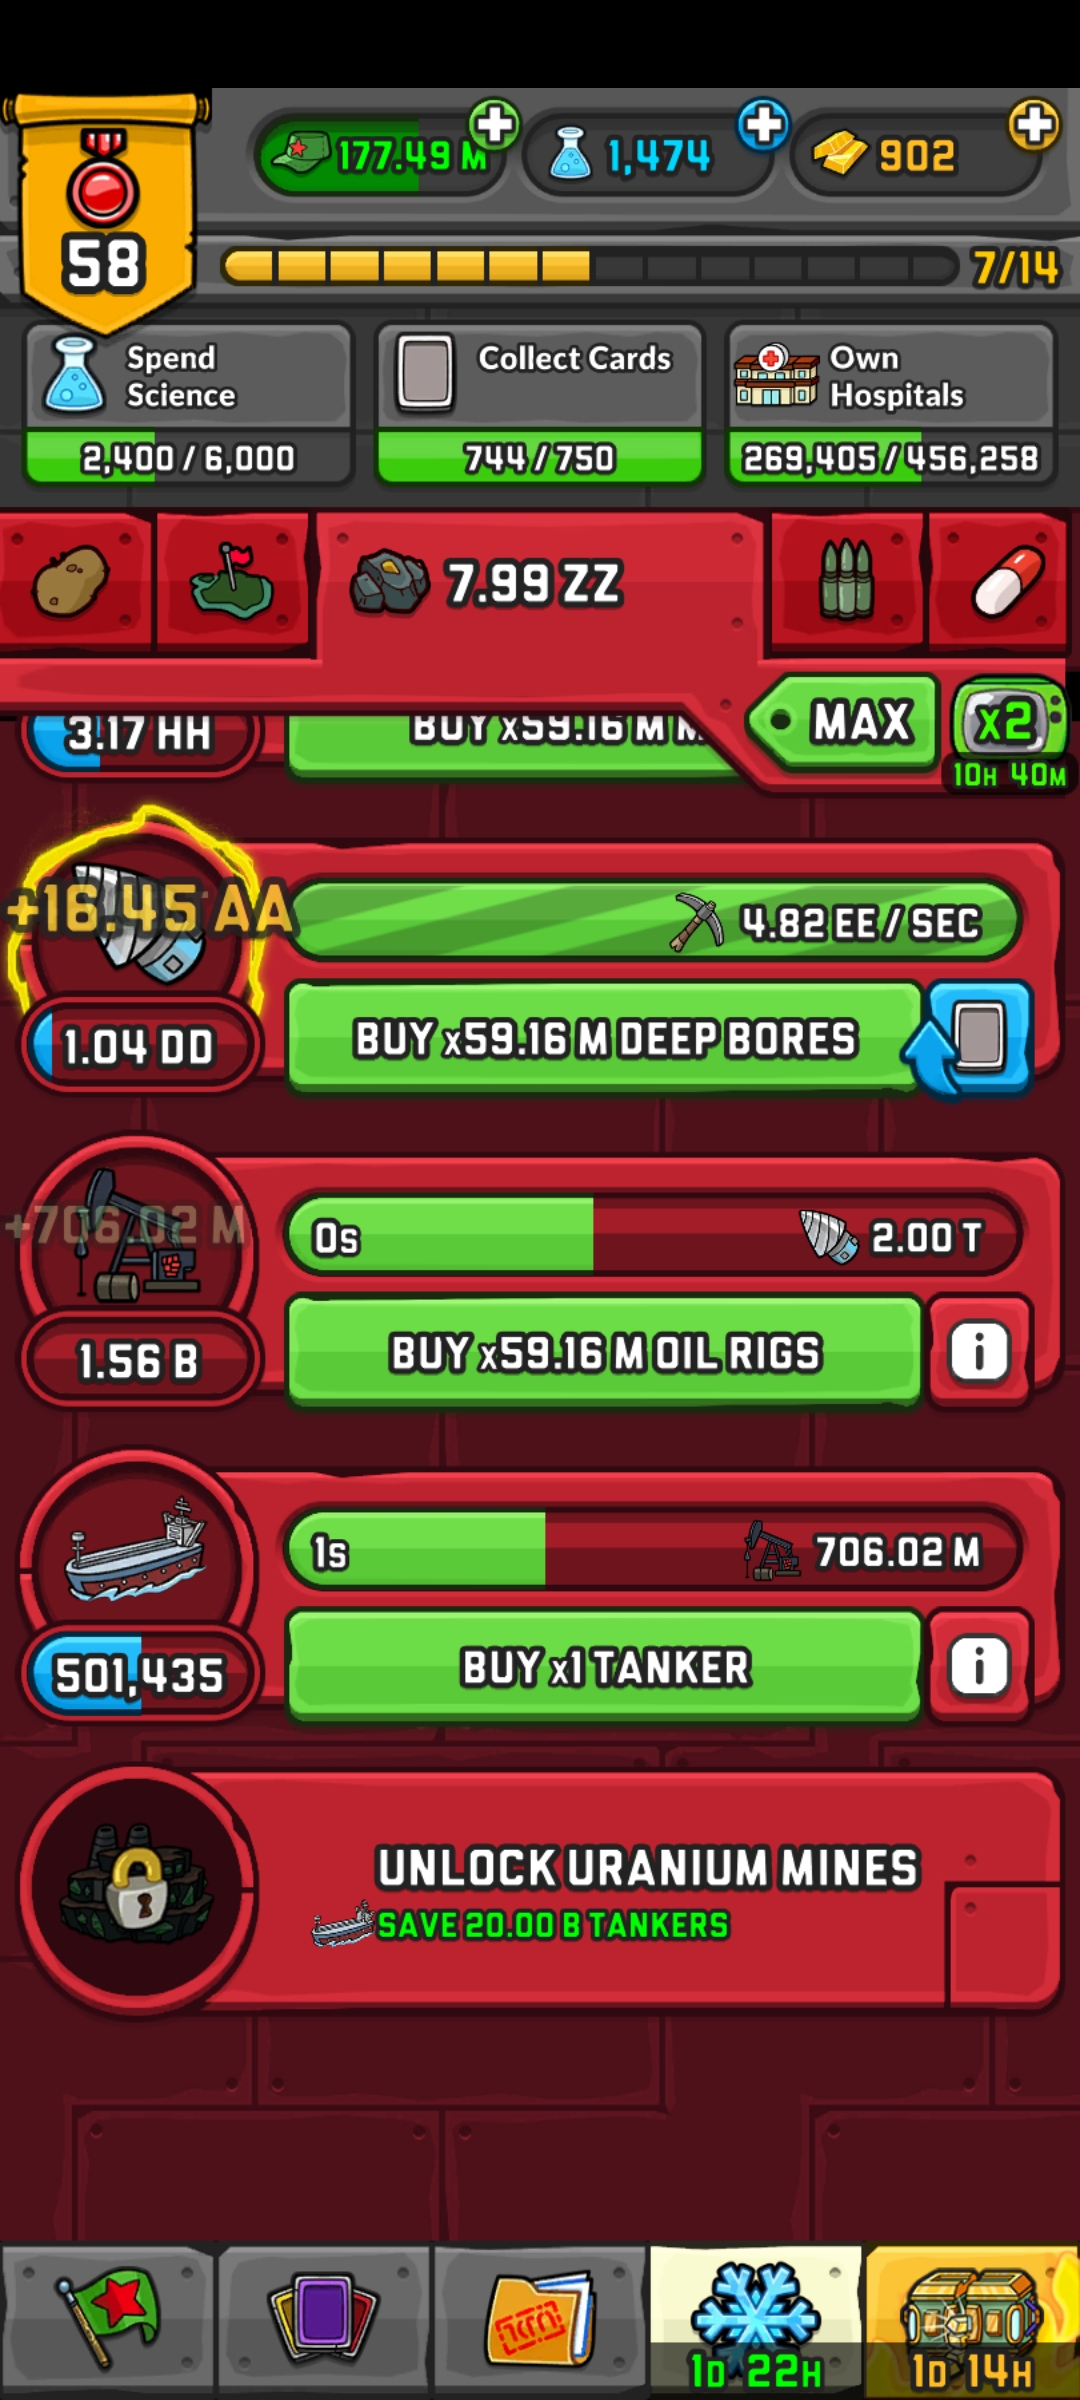 177.49 M
1,474
902
58
7/14
Spend
Science
2,400 / 6,000
Collect Cards
744 / 750
Own
Hospitals
269,405 / 456,258
7.99 ZZ
MAX
x2
10H 40M
3.17 HH
BUY x59.16 M M
+16.45 AA
4.82 EE / SEC
1.04 DD
BUY x59.16 M DEEP BORES
+706.02 M
0s
2.00 T
1.56 B
BUY x59.16 M OIL RIGS
i
1s
706.02 M
501,435
BUY x1 TANKER
i
UNLOCK URANIUM MINES
SAVE 20.00 B TANKERS
1D 22H
1D 14H